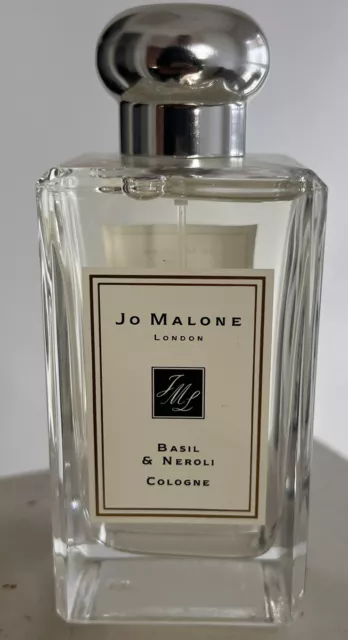 Jo Malone
London
JML
Basil
& Neroli
Cologne